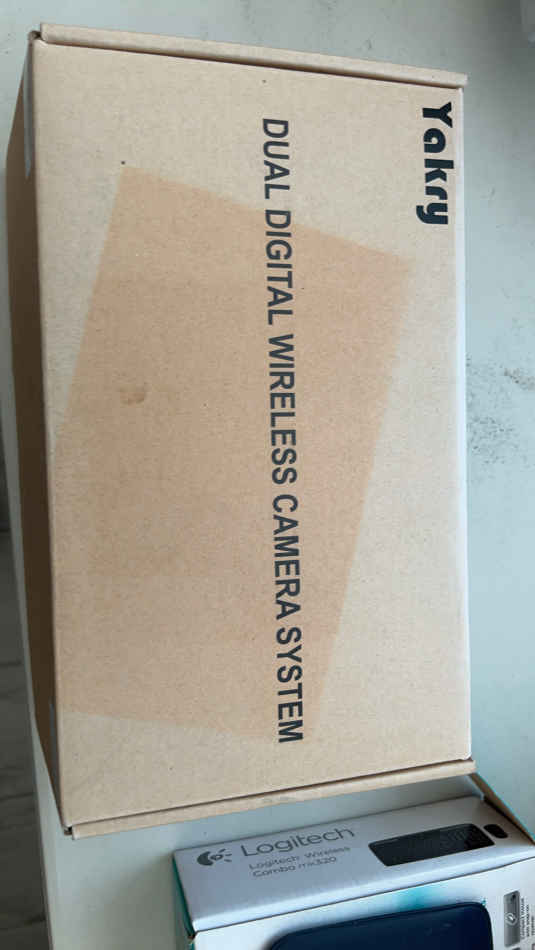 Yakry
DUAL DIGITAL WIRELESS CAMERA SYSTEM
Logitech
Logitech Wireless
Combo mk320